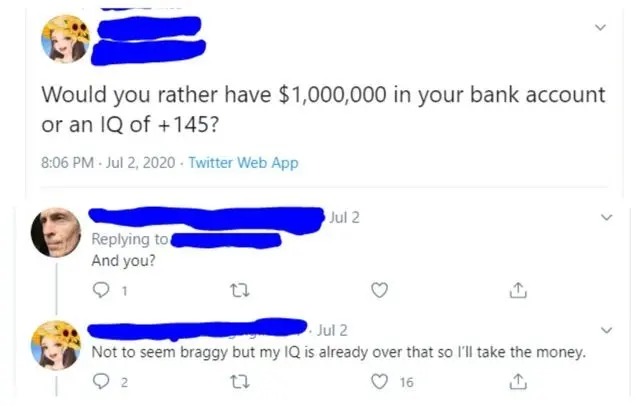 Would you rather have $1,000,000 in your bank account
or an IQ of +145?
8:06 PM · Jul 2, 2020 · Twitter Web App
Jul 2
Replying to
And you?
1
· Jul 2
Not to seem braggy but my IQ is already over that so I'll take the money.
2 16